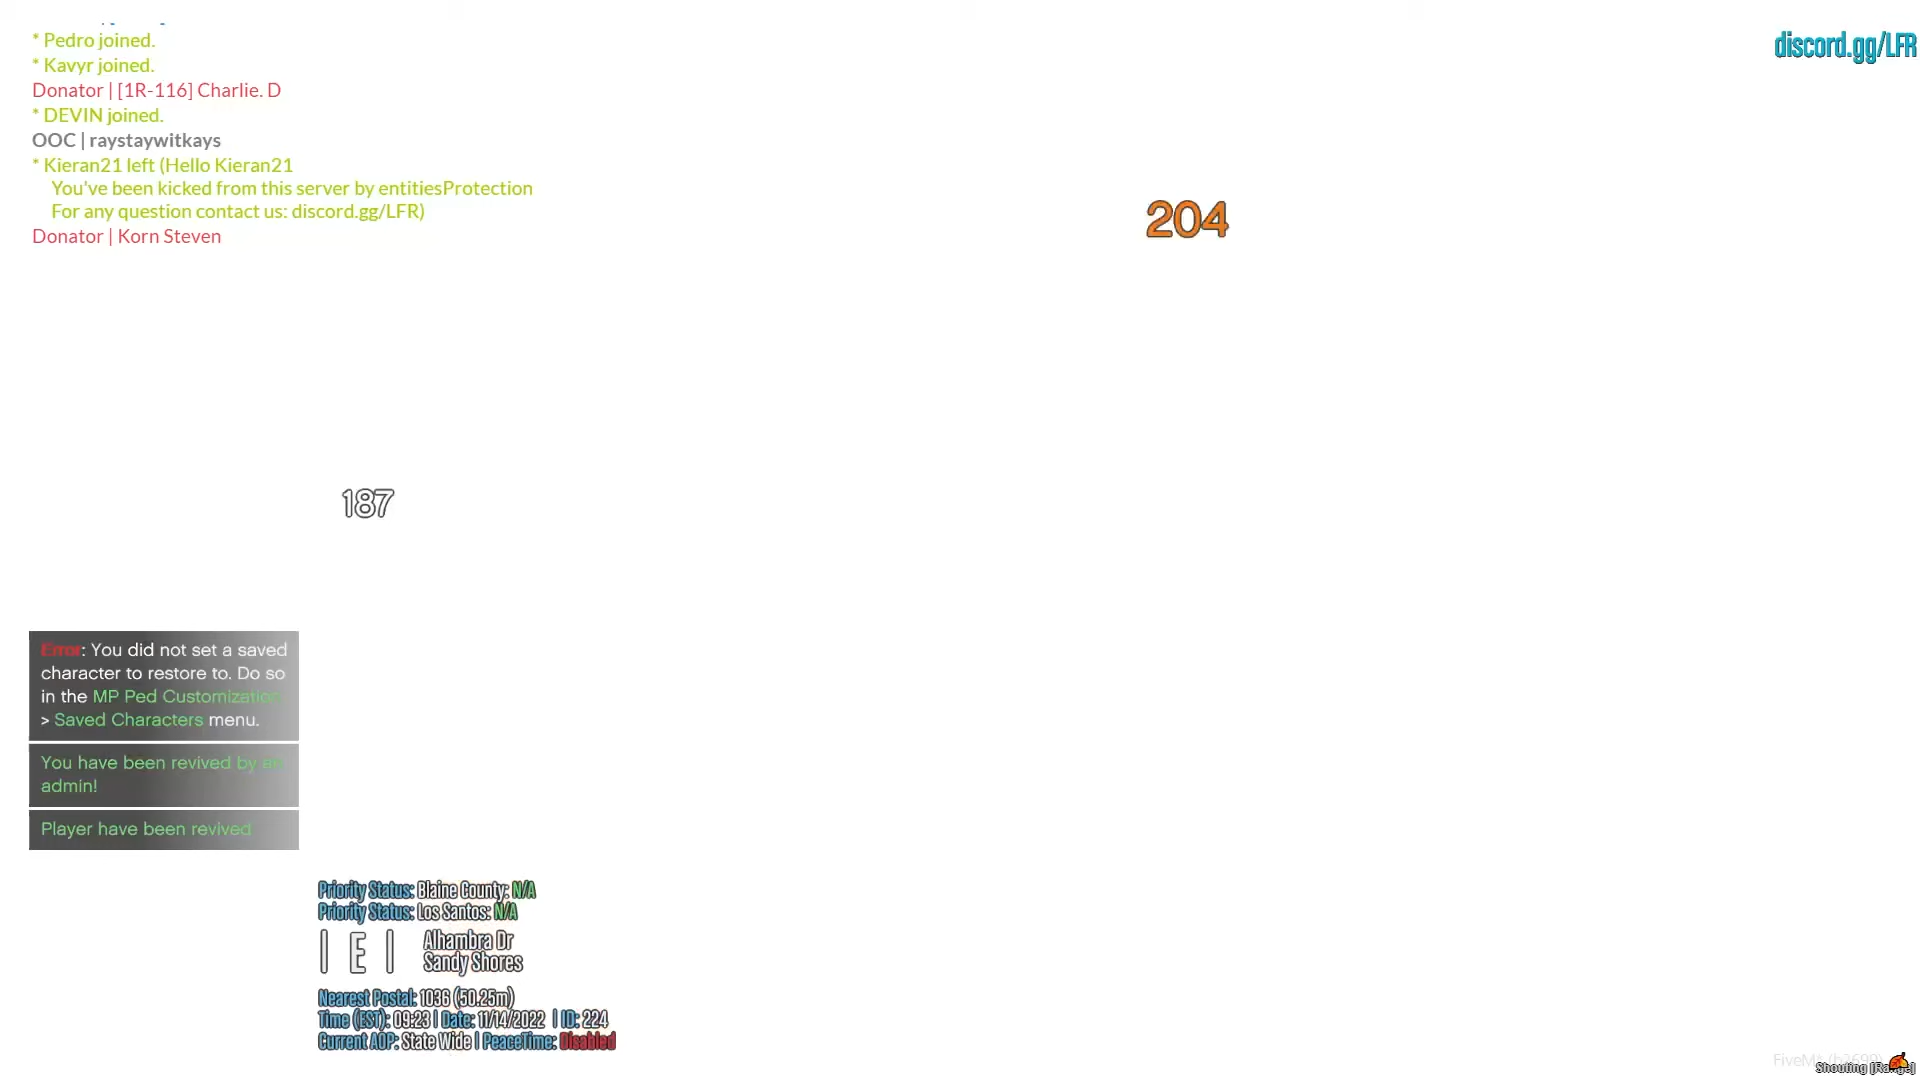 * Pedro joined.
* Kavyr joined.
Donator | [1R-116] Charlie. D
* DEVIN joined.
OOC | raystaywitkays
* Kieran21 left (Hello Kieran21
You've been kicked from this server by entitiesProtection
For any question contact us: discord.gg/LFR)
Donator | Korn Steven
discord.gg/LFR
204
187
Error: You did not set a saved
character to restore to. Do so
in the MP Ped Customization
> Saved Characters menu.
You have been revived by an
admin!
Player have been revived
Priority Status: Blaine County: N/A
Priority Status: Los Santos: N/A
| E |
Alhambra Dr
Sandy Shores
Nearest Postal: 1036 (50.25m)
Time (EST): 09:23 | Date: 11/14/2022 | ID: 224
Current AOP: State Wide | PeaceTime: Disabled
Shouting [Range]